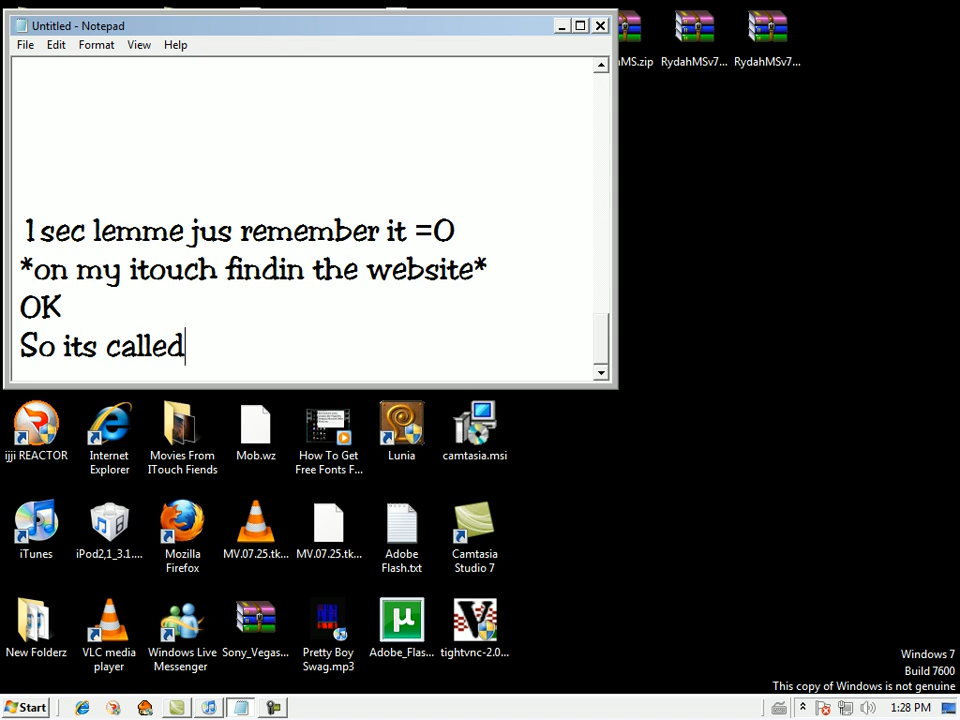 Untitled - Notepad
File Edit Format View Help
1sec lemme jus remember it =O
*on my itouch findin the website*
OK
So its called
MS.zip
RydahMSv7...
RydahMSv7...
ijji REACTOR
Internet
Explorer
Movies From
ITouch Fiends
Mob.wz
How To Get
Free Fonts F...
Lunia
camtasia.msi
iTunes
iPod2,1_3.1....
Mozilla
Firefox
MV.07.25.tk...
MV.07.25.tk...
Adobe
Flash.txt
Camtasia
Studio 7
New Folderz
VLC media
player
Windows Live
Messenger
Sony_Vegas...
Pretty Boy
Swag.mp3
Adobe_Flas...
tightvnc-2.0...
Windows 7
Build 7600
This copy of Windows is not genuine
Start
1:28 PM